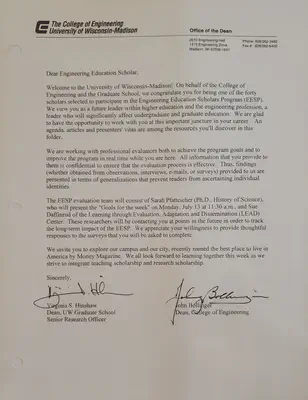 The College of Engineering
University of Wisconsin-Madison
Office of the Dean
2610 Engineering Hall
1415 Engineering Drive
Madison, WI 53706
Dear Engineering Education Scholar,
Welcome to the University of Wisconsin-Madison! On behalf of the College of
Engineering and the Graduate School, we congratulate you for being one of the forty
scholars selected to participate in the Engineering Education Scholars Program (EESP).
We view you as a future leader within higher education and the engineering profession, a
leader who will significantly affect undergraduate and graduate education. We are glad
to have the opportunity to work with you at this important juncture in your career. An
agenda, articles and presenters' vitas are among the resources you'll discover in this
folder.
We are working with professional evaluators both to achieve the program goals and to
improve the program in real time while you are here. All information that you provide to
them is confidential to ensure that the evaluation process is effective. Thus, findings
(whether obtained from observations, interviews, e-mails, or surveys) provided to us are
presented in terms of generalizations that prevent readers from ascertaining individual
identities.
The EESP evaluation team will consist of Sarah Pfatteicher (Ph.D., History of Science),
who will present the "Goals for the week" on Monday, July 13 at 11:30 a.m., and Sue
Daffinrud of the Learning through Evaluation, Adaptation and Dissemination (LEAD)
Center. These researchers will be contacting you at points in the future in order to track
the long-term impact of the EESP. We appreciate your willingness to provide thoughtful
responses to the surveys that you will be asked to complete.
We invite you to explore our campus and our city, recently named the best place to live in
America by Money Magazine. We all look forward to learning together this week as we
strive to integrate teaching scholarship and research scholarship.
Sincerely,
Virginia S. Hinshaw
Dean, UW Graduate School
Senior Research Officer
John Bollinger
John Bollinger
Dean, College of Engineering